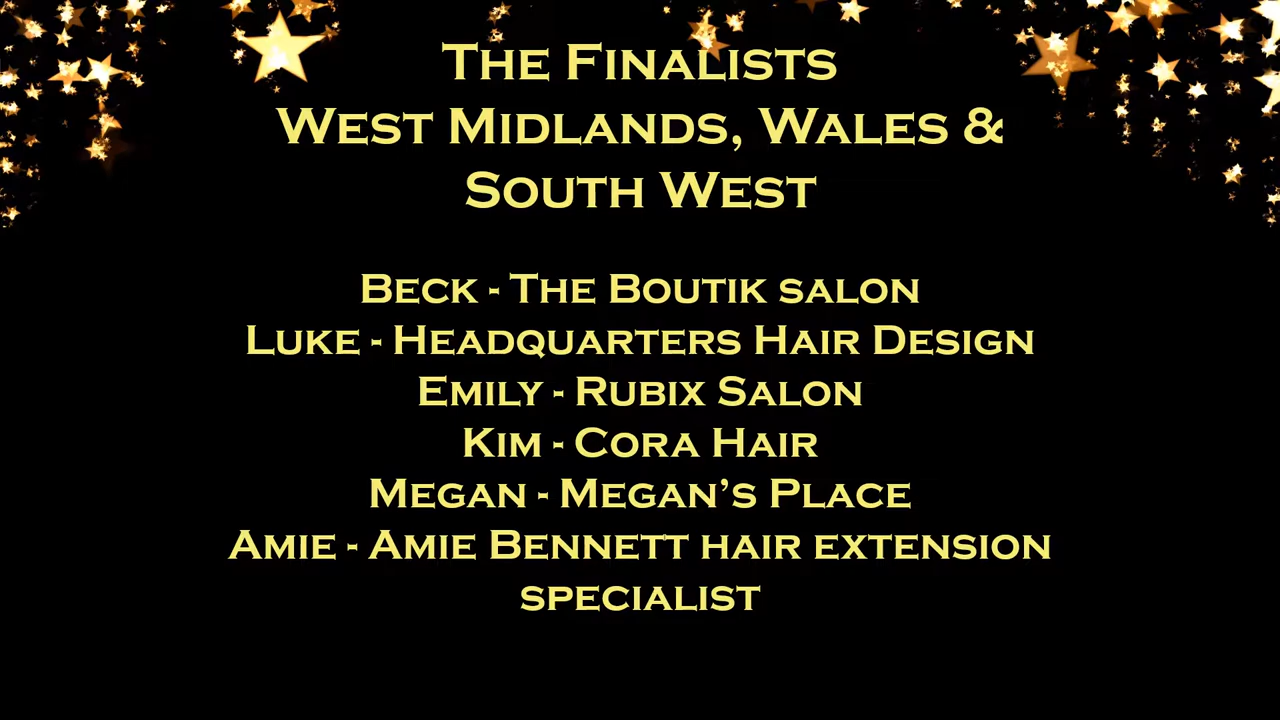 The Finalists
West Midlands, Wales &
South West
Beck - The Boutik salon
Luke - Headquarters Hair Design
Emily - Rubix Salon
Kim - Cora Hair
Megan - Megan’s Place
Amie - Amie Bennett hair extension
specialist